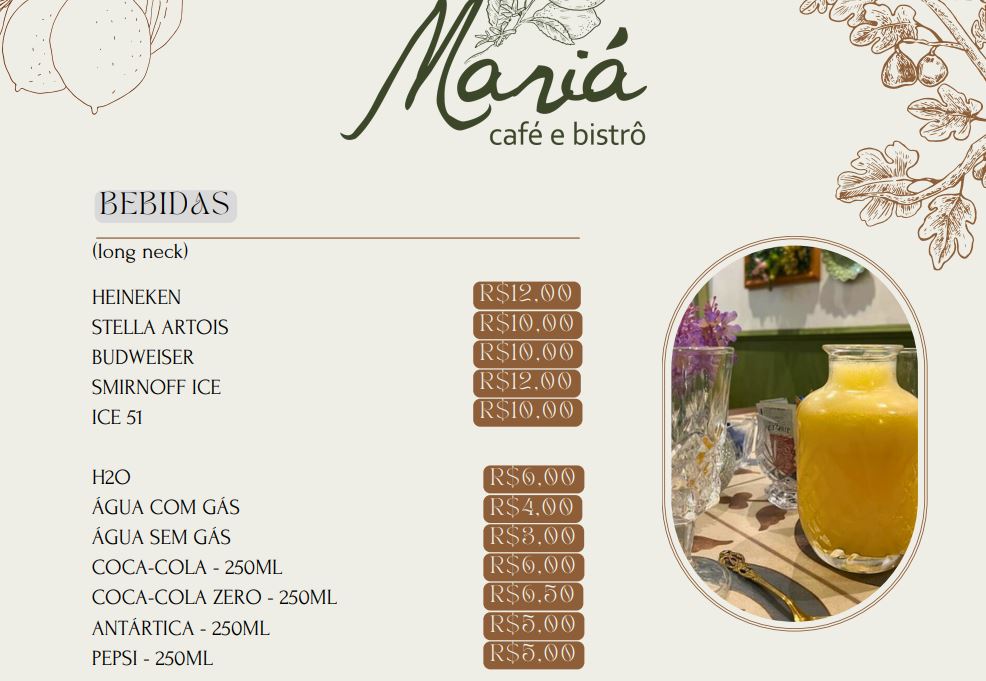 Mariá
café e bistrô
BEBIDAS
(long neck)
HEINEKEN R$12,00
STELLA ARTOIS R$10,00
BUDWEISER R$10,00
SMIRNOFF ICE R$12,00
ICE 51 R$10,00
H2O R$6,00
ÁGUA COM GÁS R$4,00
ÁGUA SEM GÁS R$3,00
COCA-COLA - 250ML R$6,00
COCA-COLA ZERO - 250ML R$6,50
ANTÁRTICA - 250ML R$5,00
PEPSI - 250ML R$5,00